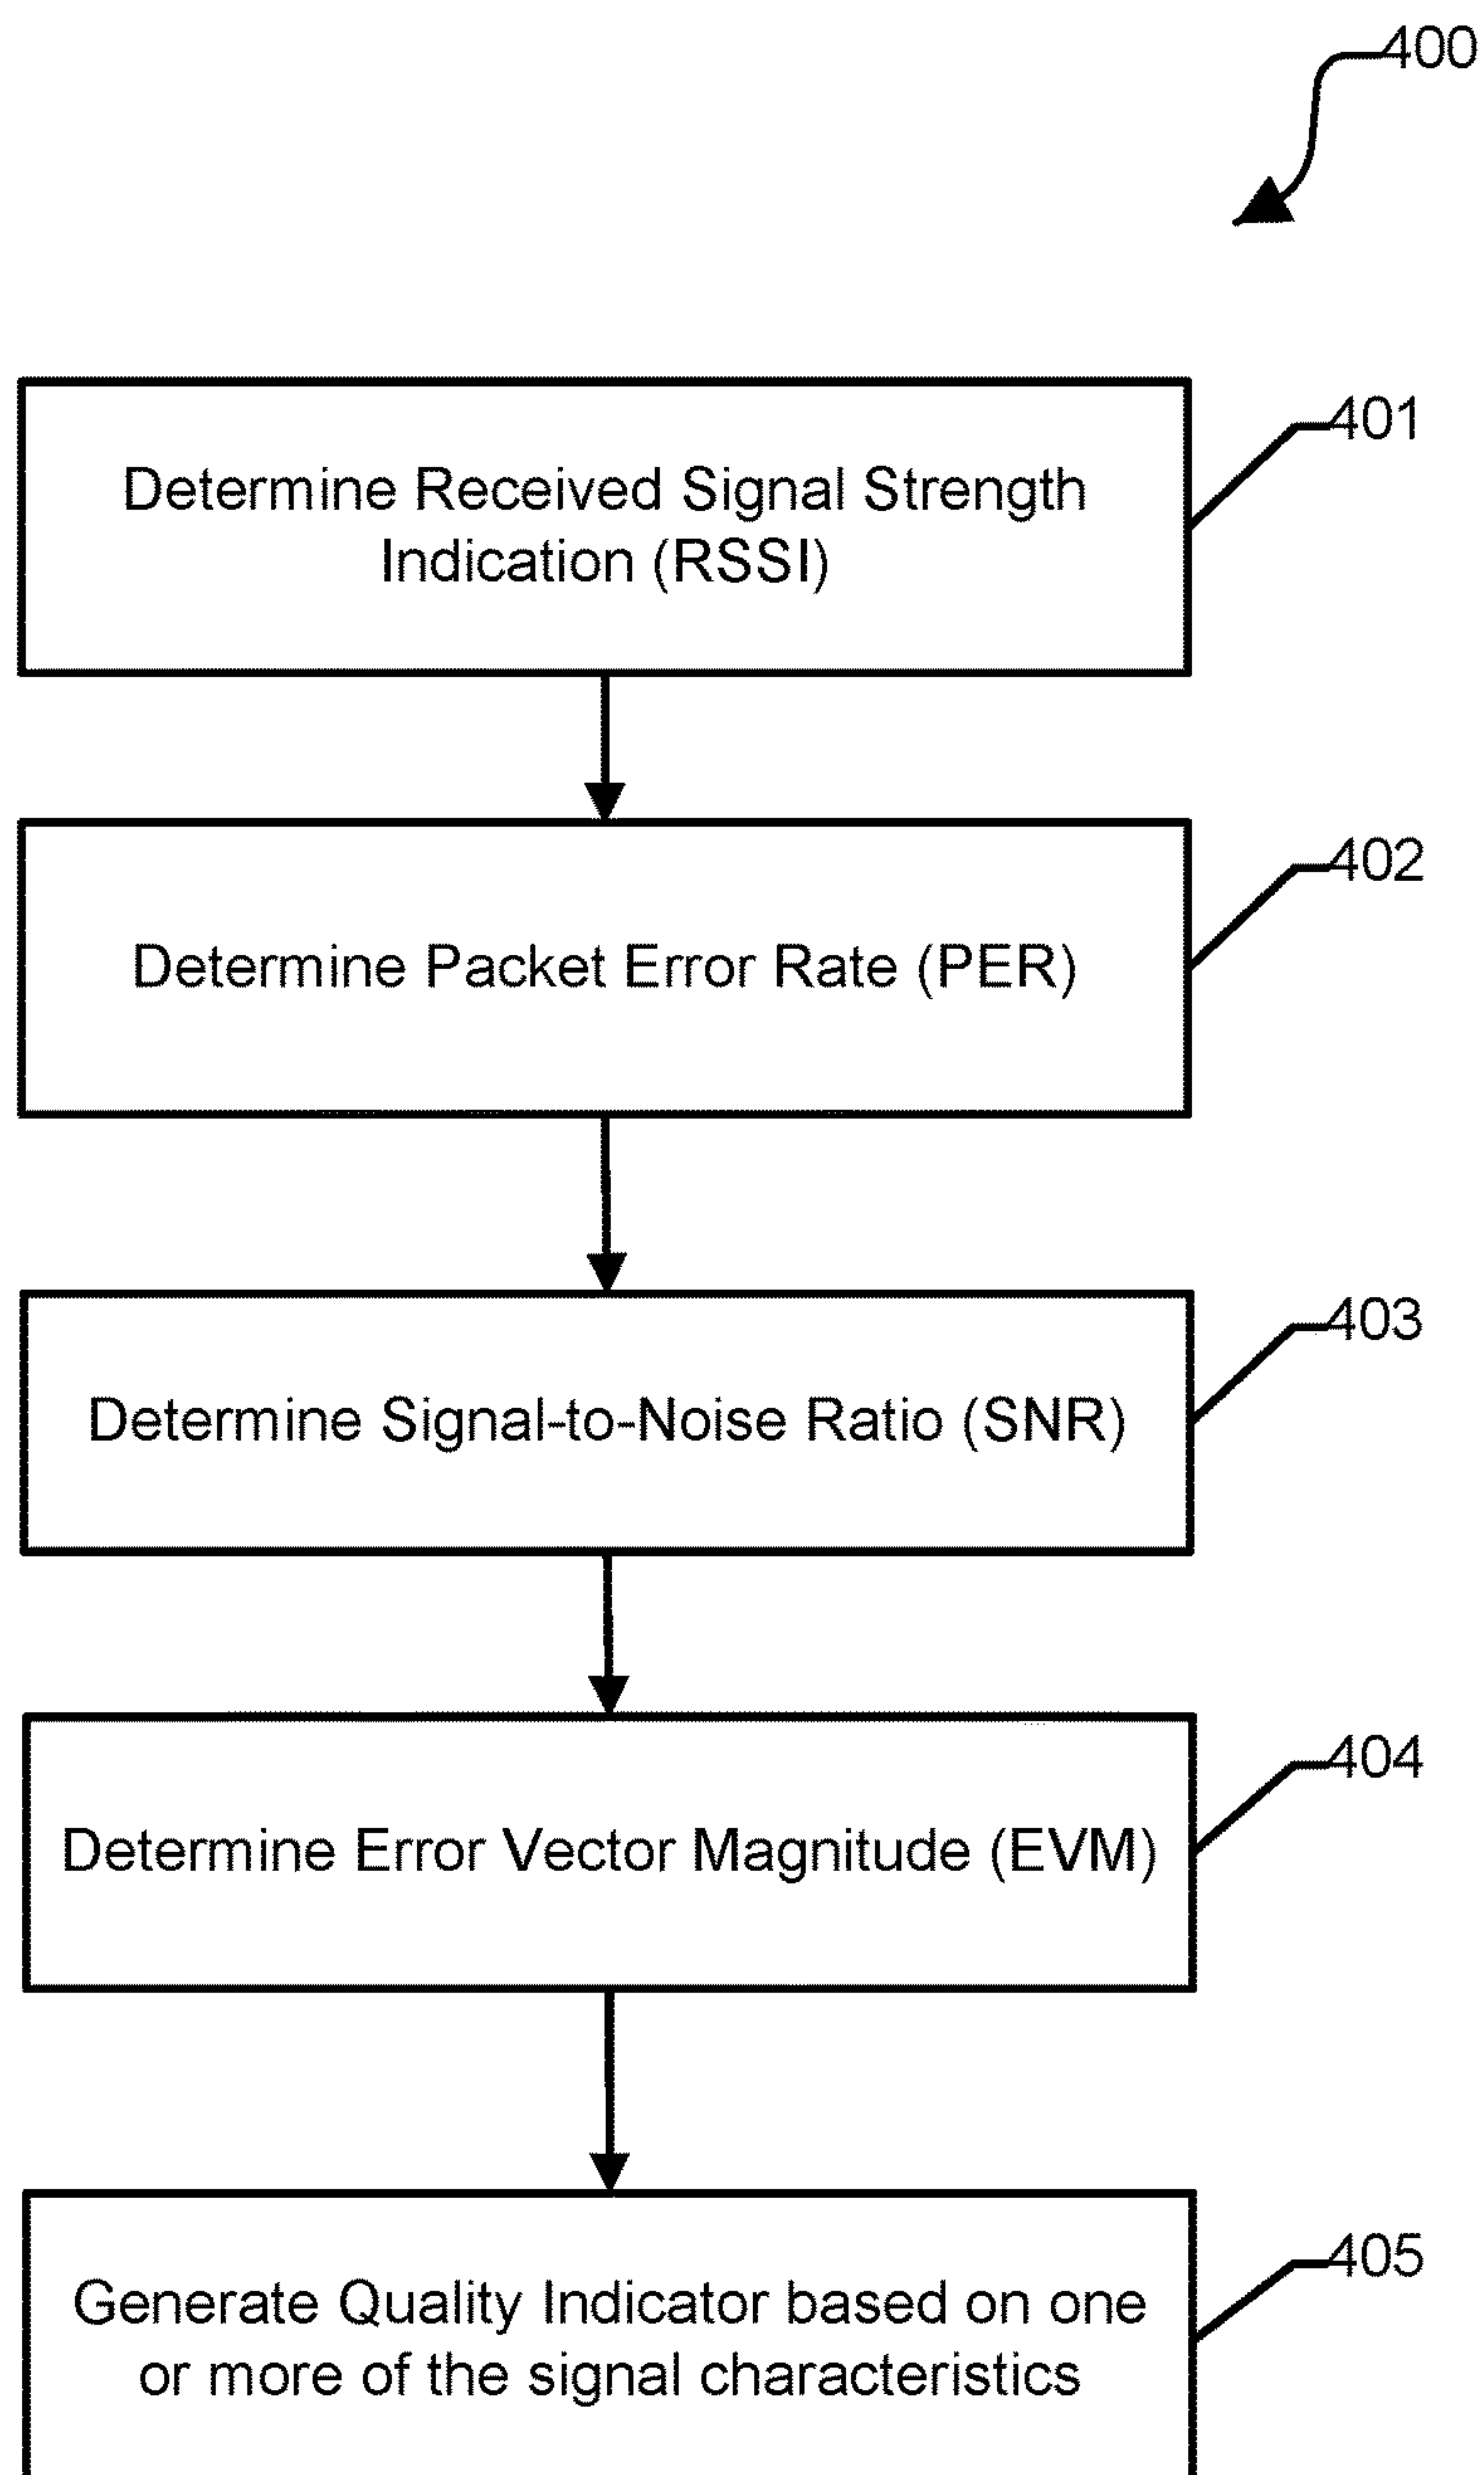 400
Determine Received Signal Strength
Indication (RSSI)
401
Determine Packet Error Rate (PER)
402
Determine Signal-to-Noise Ratio (SNR)
403
Determine Error Vector Magnitude (EVM)
404
Generate Quality Indicator based on one
or more of the signal characteristics
405